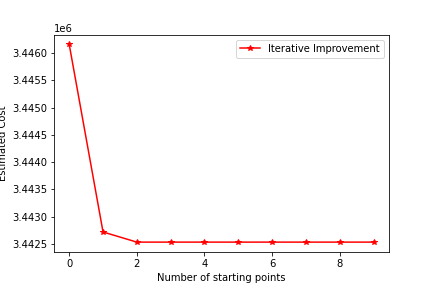 1e6
Iterative Improvement
3.4460
3.4455
3.4450
3.4445
3.4440
3.4435
3.4430
3.4425
Estimated Cost
0 2 4 6 8
Number of starting points